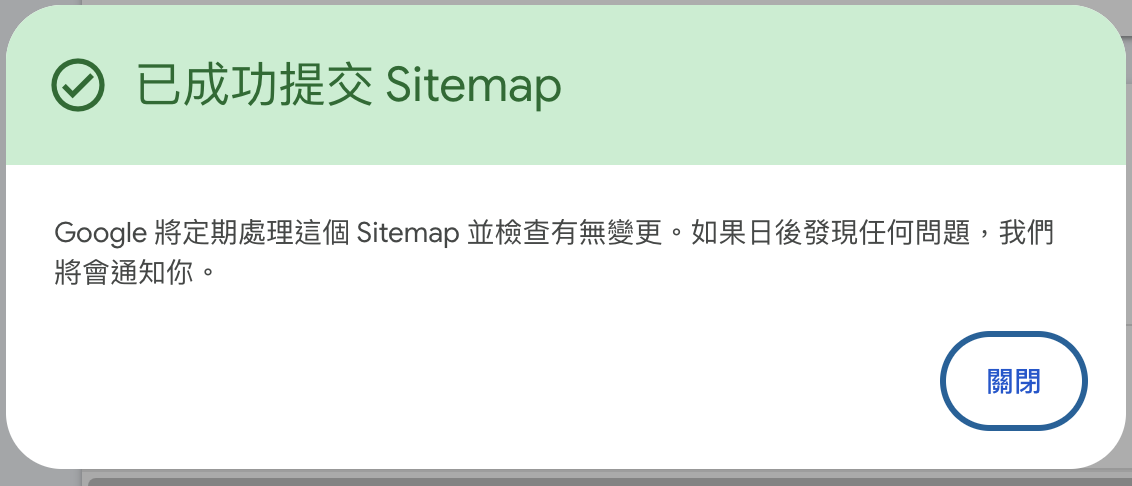 已成功提交 Sitemap
Google 將定期處理這個 Sitemap 並檢查有無變更。如果日後發現任何問題，我們
將會通知你。
關閉